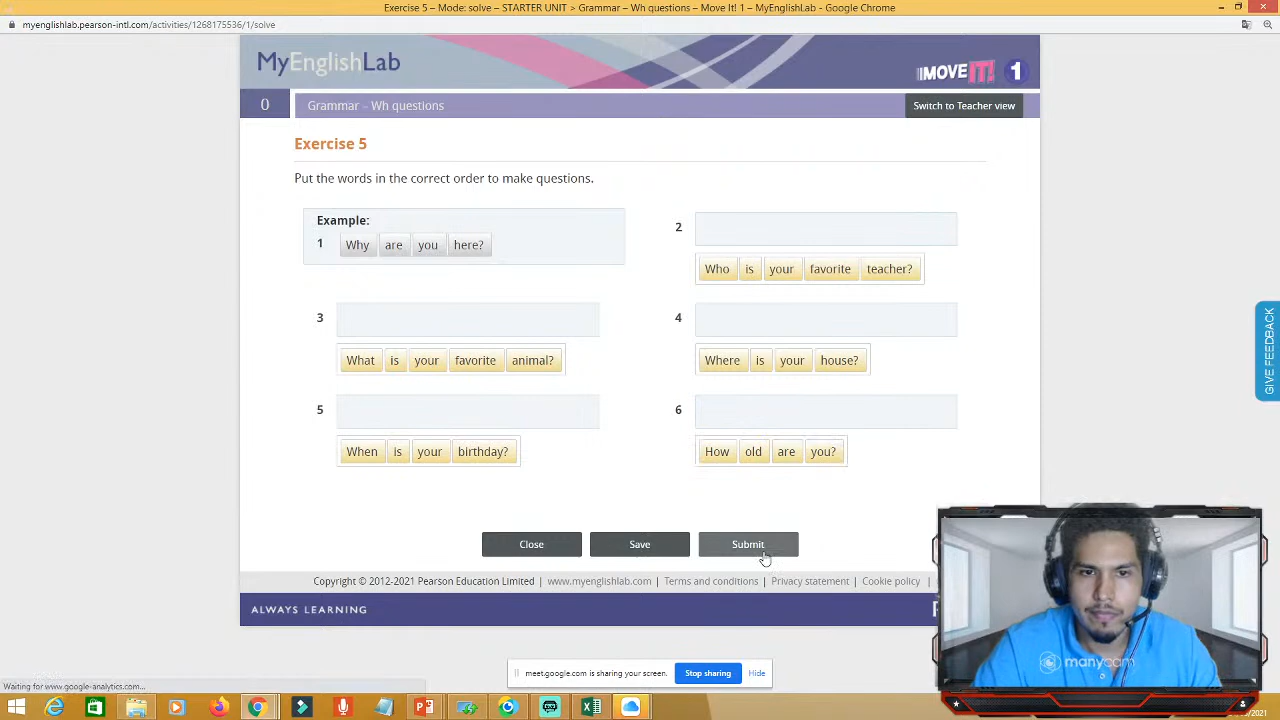 Exercise 5 – Mode: solve – STARTER UNIT > Grammar – Wh questions – Move It! 1 – MyEnglishLab - Google Chrome
myenglishlab.pearson-intl.com/activities/1268175536/1/solve
MyEnglishLab
MOVE IT! 1
0 Grammar – Wh questions Switch to Teacher view
Exercise 5
Put the words in the correct order to make questions.
Example:
1 Why are you here?
2
Who is your favorite teacher?
3
What is your favorite animal?
4
Where is your house?
5
When is your birthday?
6
How old are you?
GIVE FEEDBACK
Close Save Submit
Copyright © 2012-2021 Pearson Education Limited | www.myenglishlab.com | Terms and conditions | Privacy statement | Cookie policy |
ALWAYS LEARNING
manycam
meet.google.com is sharing your screen. Stop sharing Hide
Waiting for www.google-analytics.com...